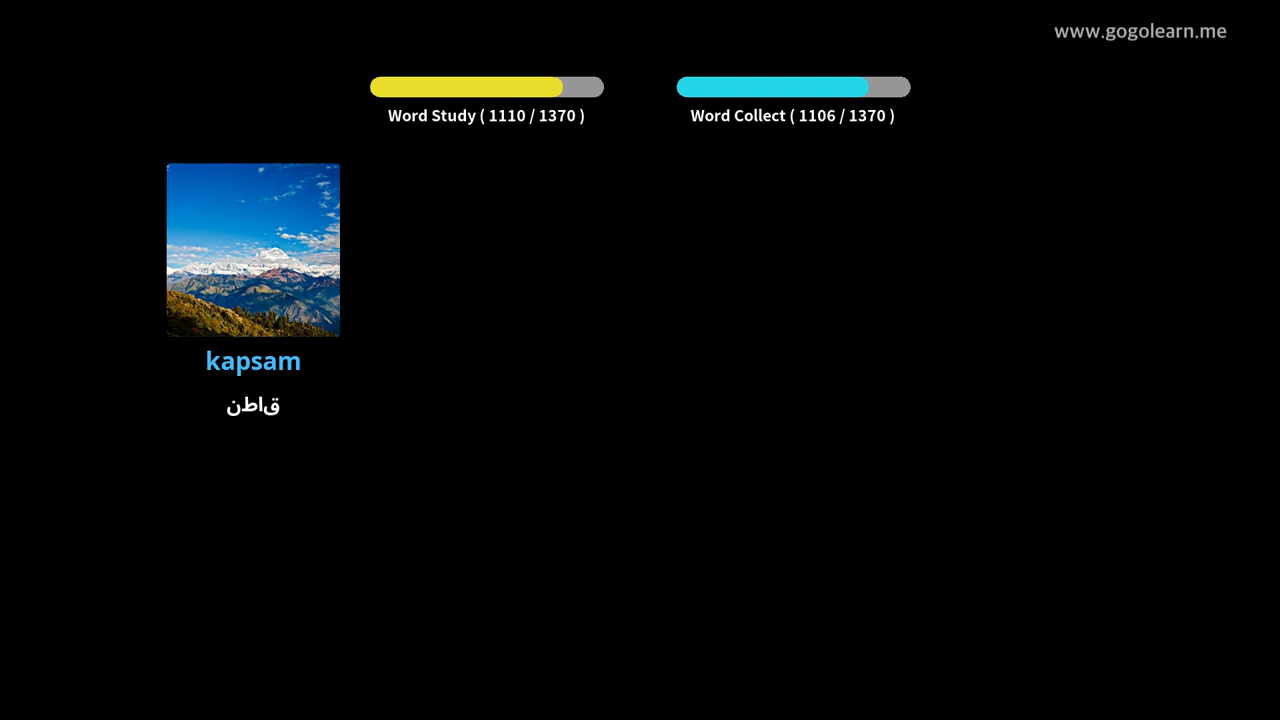 www.gogolearn.me
Word Study ( 1110 / 1370 )
Word Collect ( 1106 / 1370 )
kapsam
قاطن